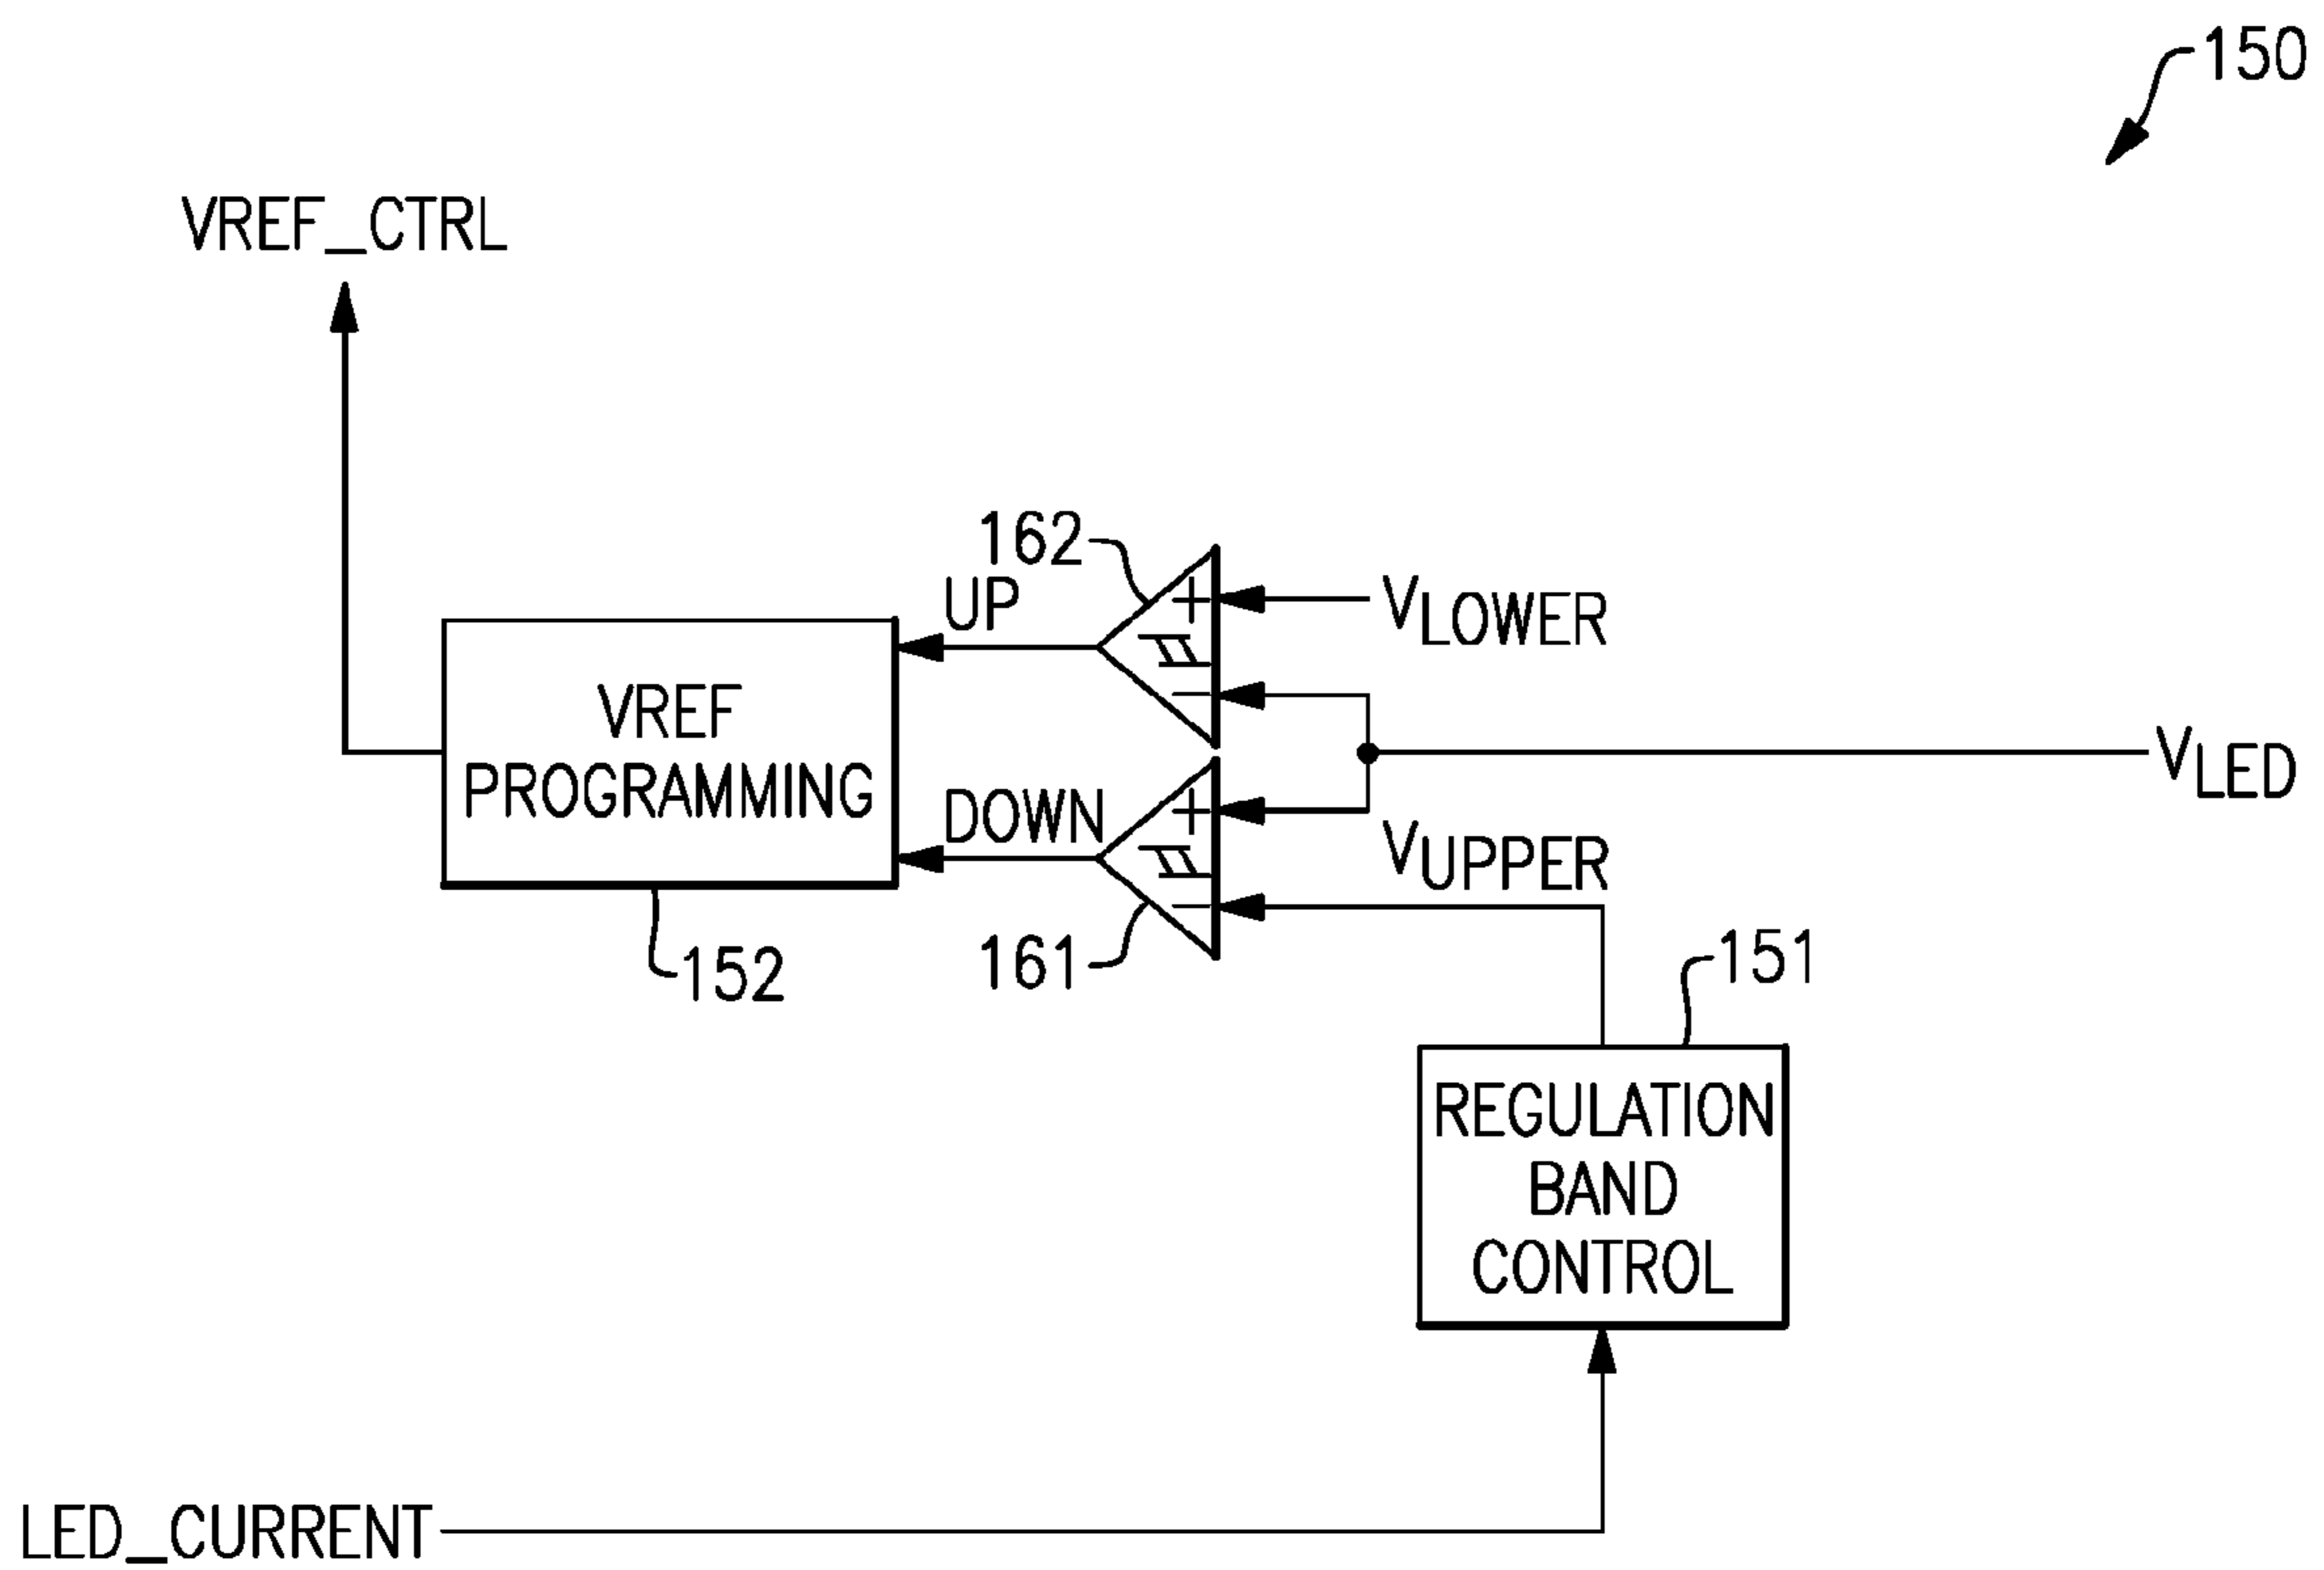 150
VREF_CTRL
162
UP
VLOWER
VREF
PROGRAMMING
VLED
DOWN
VUPPER
161
152
151
REGULATION
BAND
CONTROL
LED_CURRENT
+
−
+
−